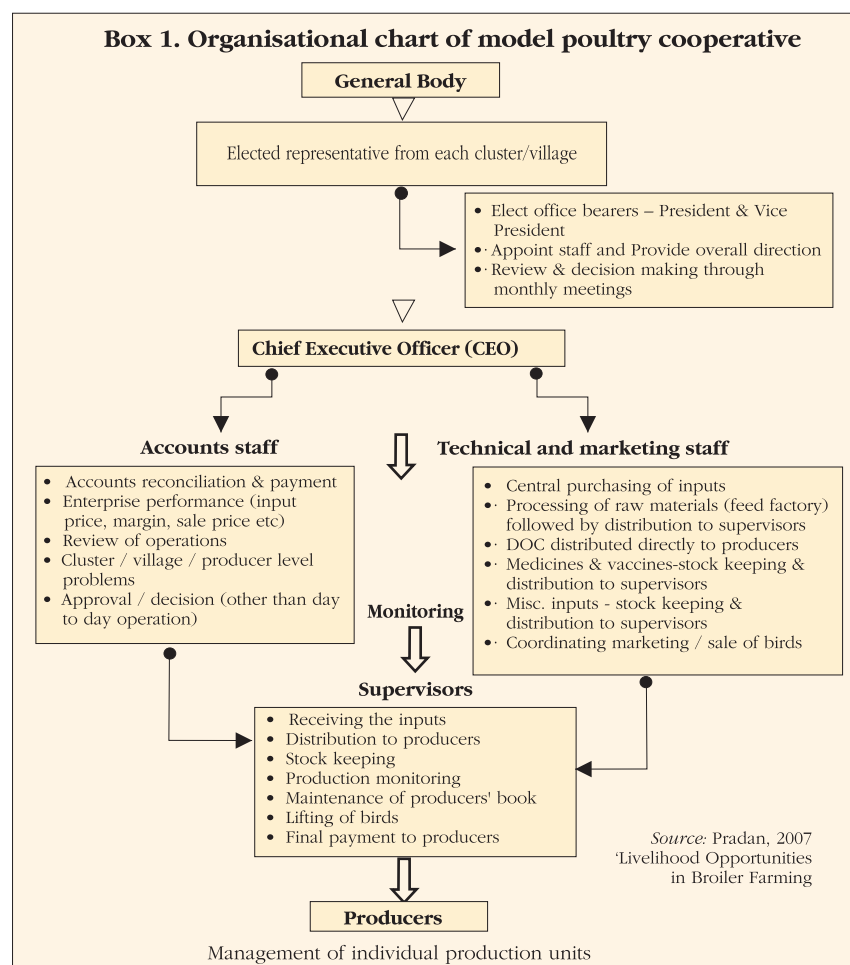 Box 1. Organisational chart of model poultry cooperative
General Body
Elected representative from each cluster/village
• Elect office bearers – President & Vice
President
•· Appoint staff and Provide overall direction
•· Review & decision making through
monthly meetings
Chief Executive Officer (CEO)
Accounts staff
• Accounts reconciliation & payment
• Enterprise performance (input
price, margin, sale price etc)
• Review of operations
• Cluster / village / producer level
problems
• Approval / decision (other than day
to day operation)
Technical and marketing staff
• Central purchasing of inputs
•· Processing of raw materials (feed factory)
followed by distribution to supervisors
•· DOC distributed directly to producers
•· Medicines & vaccines-stock keeping &
distribution to supervisors
•· Misc. inputs - stock keeping &
distribution to supervisors
•· Coordinating marketing / sale of birds
Monitoring
Supervisors
• Receiving the inputs
• Distribution to producers
• Stock keeping
• Production monitoring
• Maintenance of producers' book
• Lifting of birds
• Final payment to producers
Source: Pradan, 2007
'Livelihood Opportunities
in Broiler Farming
Producers
Management of individual production units